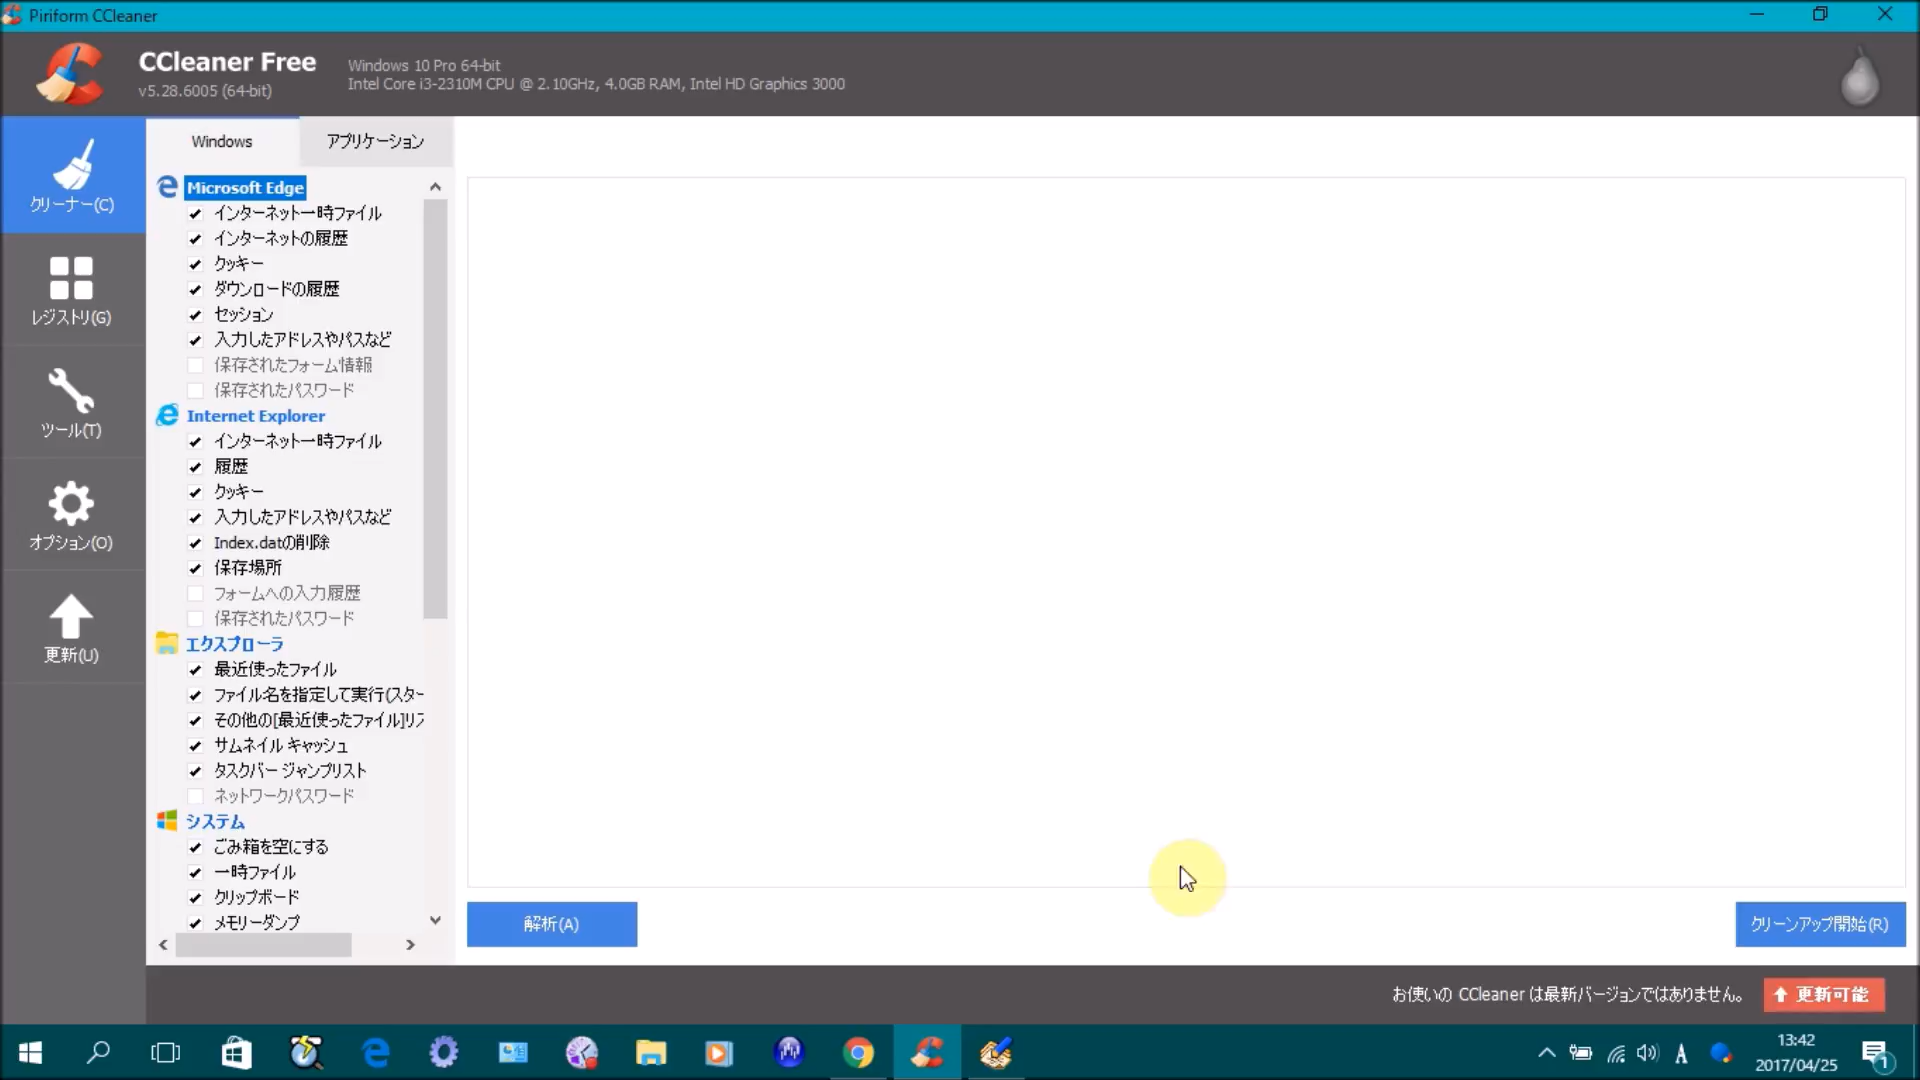 Piriform CCleaner
CCleaner Free
v5.28.6005 (64-bit)
Windows 10 Pro 64-bit
Intel Core i3-2310M CPU @ 2.10GHz, 4.0GB RAM, Intel HD Graphics 3000
クリーナー(C)
レジストリ(G)
ツール(T)
オプション(O)
更新(U)
Windows
アプリケーション
Microsoft Edge
インターネット一時ファイル
インターネットの履歴
クッキー
ダウンロードの履歴
セッション
入力したアドレスやパスなど
保存されたフォーム情報
保存されたパスワード
Internet Explorer
インターネット一時ファイル
履歴
クッキー
入力したアドレスやパスなど
Index.datの削除
保存場所
フォームへの入力履歴
保存されたパスワード
エクスプローラ
最近使ったファイル
ファイル名を指定して実行(スター
その他の[最近使ったファイル]リス
サムネイル キャッシュ
タスクバー ジャンプリスト
ネットワークパスワード
システム
ごみ箱を空にする
一時ファイル
クリップボード
メモリーダンプ
解析(A)
クリーンアップ開始(R)
お使いの CCleaner は最新バージョンではありません。
更新可能
A
13:42
2017/04/25
1